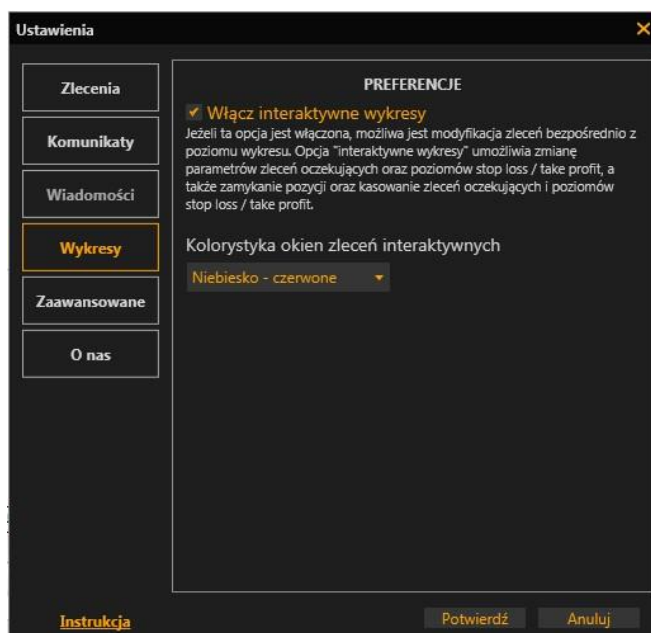 Ustawienia
Zlecenia
Komunikaty
Wiadomości
Wykresy
Zaawansowane
O nas
PREFERENCJE
Włącz interaktywne wykresy
Jeżeli ta opcja jest włączona, możliwa jest modyfikacja zleceń bezpośrednio z
poziomu wykresu. Opcja "interaktywne wykresy" umożliwia zmianę
parametrów zleceń oczekujących oraz poziomów stop loss / take profit, a
także zamykanie pozycji oraz kasowanie zleceń oczekujących i poziomów
stop loss / take profit.
Kolorystyka okien zleceń interaktywnych
Niebiesko - czerwone
Instrukcja
Potwierdź
Anuluj